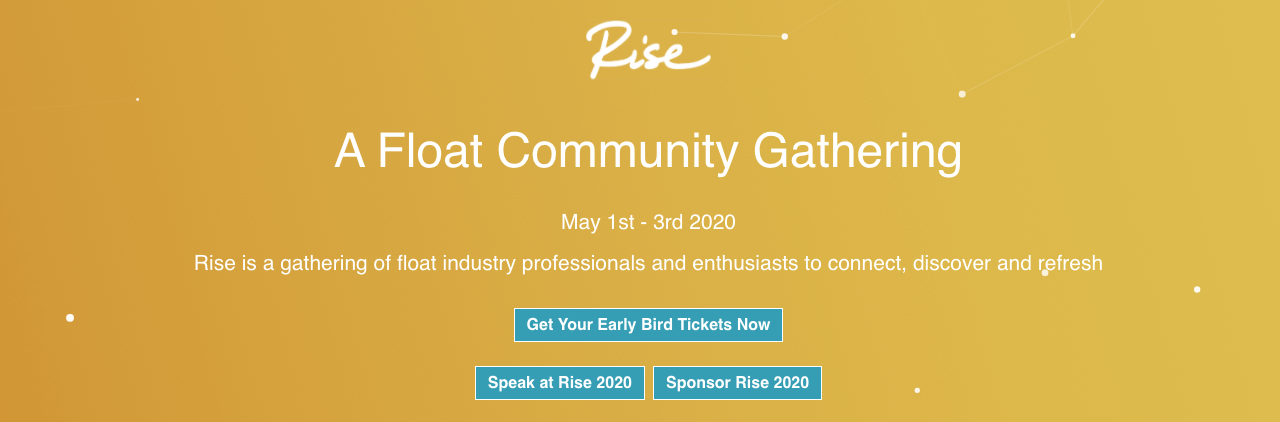 Rise
A Float Community Gathering
May 1st - 3rd 2020
Rise is a gathering of float industry professionals and enthusiasts to connect, discover and refresh
Get Your Early Bird Tickets Now
Speak at Rise 2020
Sponsor Rise 2020